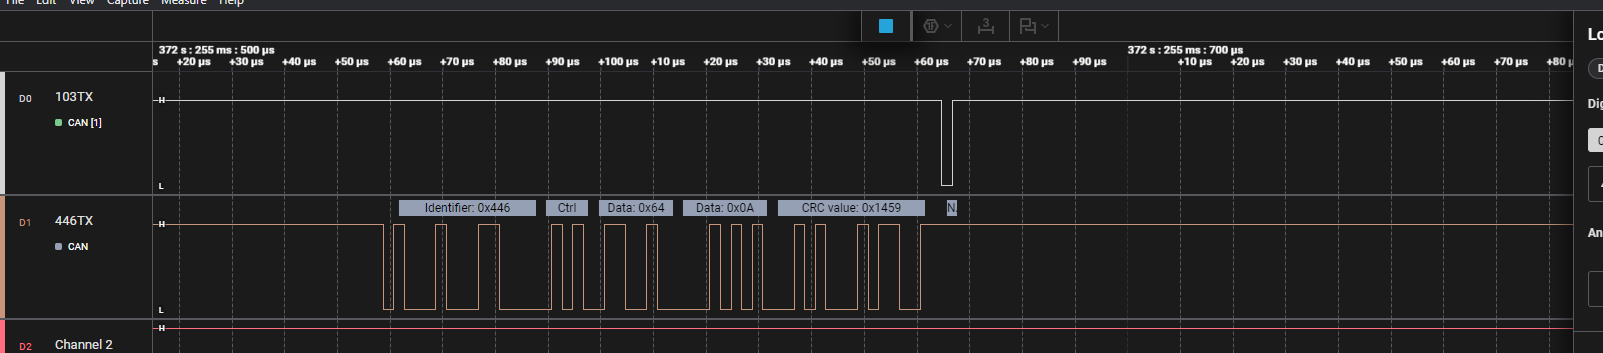 File Edit View Capture Measure Help
3
Lo
372 s : 255 ms : 500 µs
372 s : 255 ms : 700 µs
s +20 µs +30 µs +40 µs +50 µs +60 µs +70 µs +80 µs +90 µs +100 µs +10 µs +20 µs +30 µs +40 µs +50 µs +60 µs +70 µs +80 µs +90 µs +10 µs +20 µs +30 µs +40 µs +50 µs +60 µs +70 µs +80 µ
D
D0 103TX H
Dig
CAN [1]
L
Identifier: 0x446 Ctrl Data: 0x64 Data: 0x0A CRC value: 0x1459 N.
D1 446TX H
An
CAN
L
H
D2 Channel 2